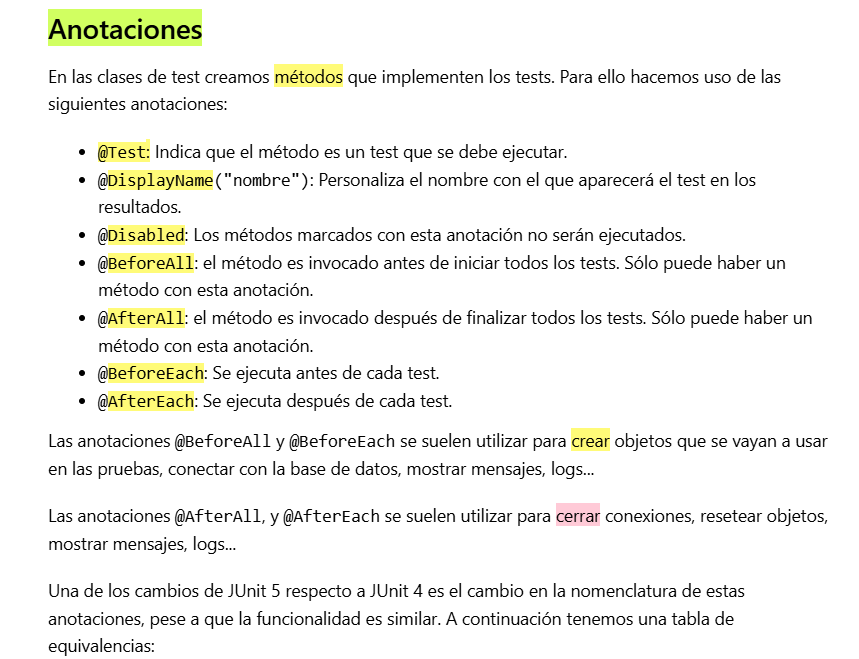 Anotaciones
En las clases de test creamos métodos que implementen los tests. Para ello hacemos uso de las
siguientes anotaciones:
• @Test: Indica que el método es un test que se debe ejecutar.
• @DisplayName("nombre"): Personaliza el nombre con el que aparecerá el test en los
resultados.
• @Disabled: Los métodos marcados con esta anotación no serán ejecutados.
• @BeforeAll: el método es invocado antes de iniciar todos los tests. Sólo puede haber un
método con esta anotación.
• @AfterAll: el método es invocado después de finalizar todos los tests. Sólo puede haber un
método con esta anotación.
• @BeforeEach: Se ejecuta antes de cada test.
• @AfterEach: Se ejecuta después de cada test.
Las anotaciones @BeforeAll y @BeforeEach se suelen utilizar para crear objetos que se vayan a usar
en las pruebas, conectar con la base de datos, mostrar mensajes, logs...
Las anotaciones @AfterAll, y @AfterEach se suelen utilizar para cerrar conexiones, resetear objetos,
mostrar mensajes, logs...
Una de los cambios de JUnit 5 respecto a JUnit 4 es el cambio en la nomenclatura de estas
anotaciones, pese a que la funcionalidad es similar. A continuación tenemos una tabla de
equivalencias: